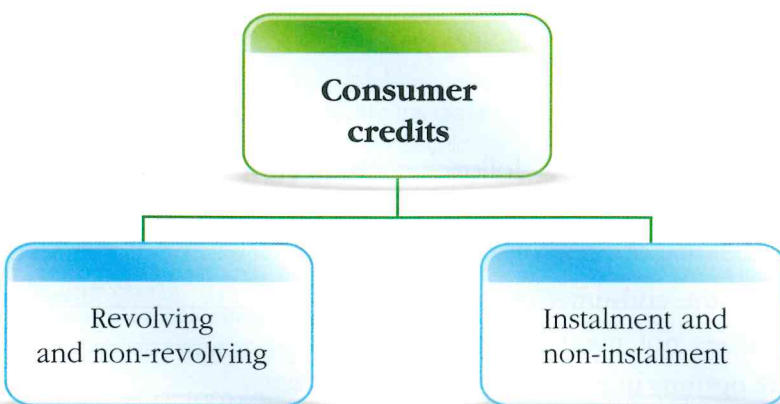 Consumer
credits
Revolving
and non-revolving
Instalment and
non-instalment